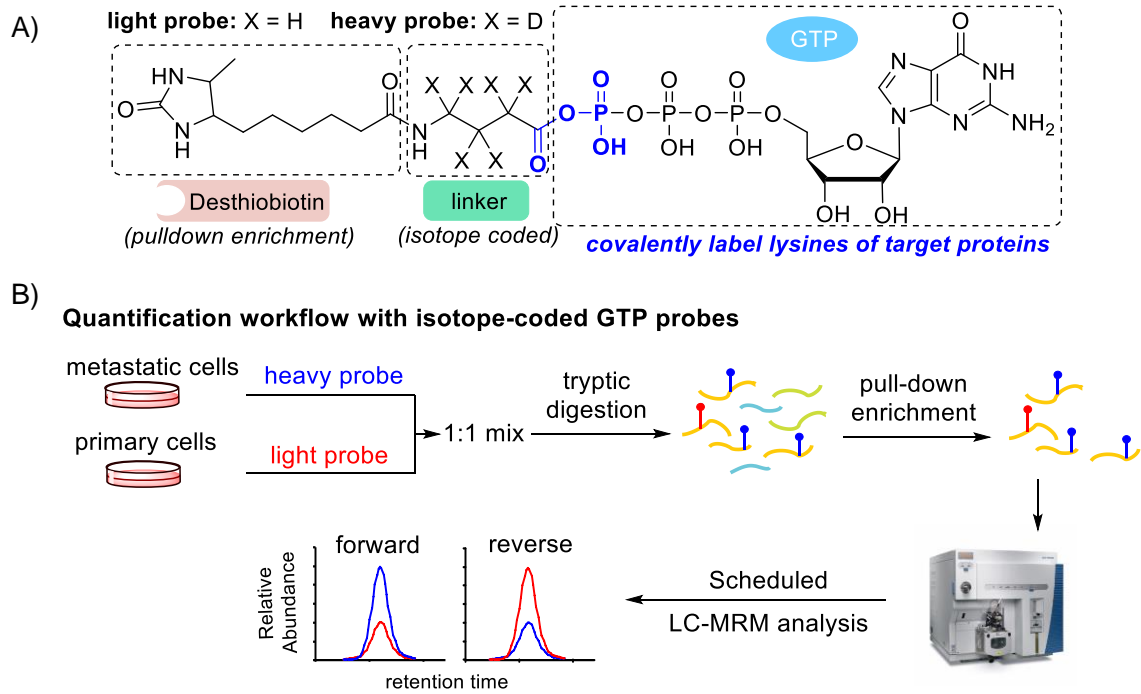 A)
light probe: X = H heavy probe: X = D
GTP
HN
O
N
H
O
N
H
X X X X
X X
X X
O
O
P
O
OH
O
P
O
OH
O
P
O
OH
O
O
OH
OH
N
N
N
N
NH
O
NH2
Desthiobiotin
(pulldown enrichment)
linker
(isotope coded)
covalently label lysines of target proteins
B)
Quantification workflow with isotope-coded GTP probes
metastatic cells
heavy probe
primary cells
light probe
1:1 mix
tryptic
digestion
pull-down
enrichment
forward
reverse
Relative
Abundance
retention time
Scheduled
LC-MRM analysis